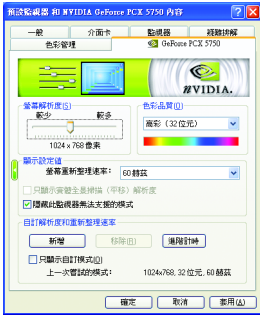 預設監視器 和 NVIDIA GeForce PCX 5750 內容
一般
介面卡
監視器
疑難排解
色彩管理
GeForce PCX 5750
NVIDIA.
螢幕解析度(S)
較少
較多
1024 x 768 像素
色彩品質(Q)
高彩（32 位元）
顯示設定值
螢幕重新整理速率：
60 赫茲
只顯示實體全畫掃描（平移）解析度
隱藏此監視器無法支援的模式
自訂解析度和重新整理速率
新增
移除(R)
進階計時
只顯示自訂模式(O)
上一次嘗試的模式：
1024x768, 32 位元, 60 赫茲
確定
取消
套用(A)